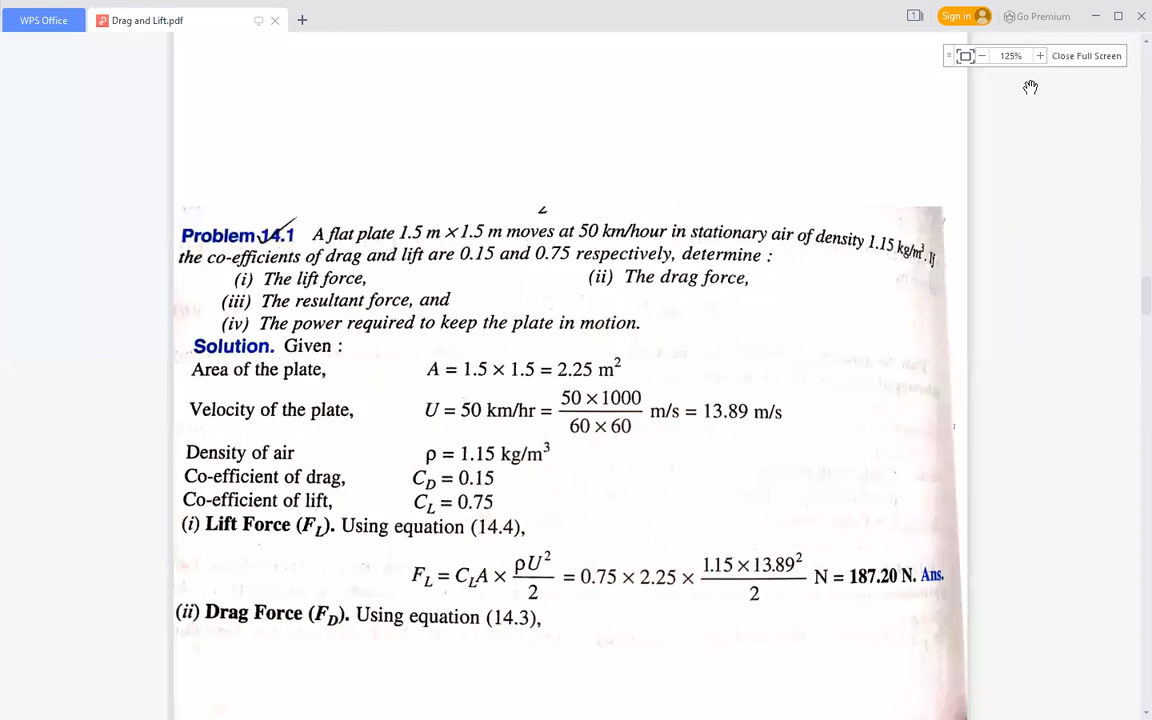 WPS Office
Drag and Lift.pdf
1
Sign in
Go Premium
125%
Close Full Screen
Problem 14.1 A flat plate 1.5 m × 1.5 m moves at 50 km/hour in stationary air of density 1.15 kg/m³. If
the co-efficients of drag and lift are 0.15 and 0.75 respectively, determine :
(i) The lift force, (ii) The drag force,
(iii) The resultant force, and
(iv) The power required to keep the plate in motion.
Solution. Given :
Area of the plate, A = 1.5 × 1.5 = 2.25 m²
Velocity of the plate, U = 50 km/hr = 50 × 1000 / 60 × 60 m/s = 13.89 m/s
Density of air ρ = 1.15 kg/m³
Co-efficient of drag, C_D = 0.15
Co-efficient of lift, C_L = 0.75
(i) Lift Force (F_L). Using equation (14.4),
F_L = C_L A × ρU² / 2 = 0.75 × 2.25 × 1.15 × 13.89² / 2 N = 187.20 N. Ans.
(ii) Drag Force (F_D). Using equation (14.3),